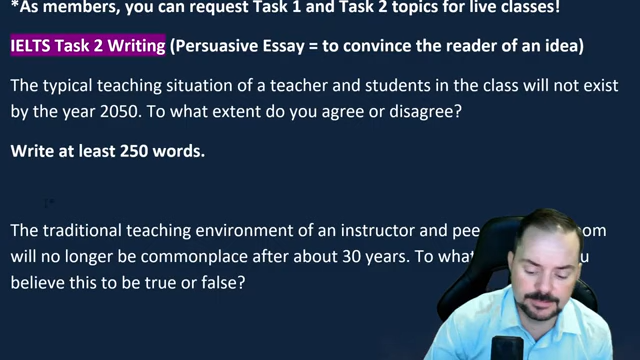 *As members, you can request Task 1 and Task 2 topics for live classes!
IELTS Task 2 Writing (Persuasive Essay = to convince the reader of an idea)
The typical teaching situation of a teacher and students in the class will not exist
by the year 2050. To what extent do you agree or disagree?
Write at least 250 words.
The traditional teaching environment of an instructor and
will no longer be commonplace after about 30 years. To
believe this to be true or false?